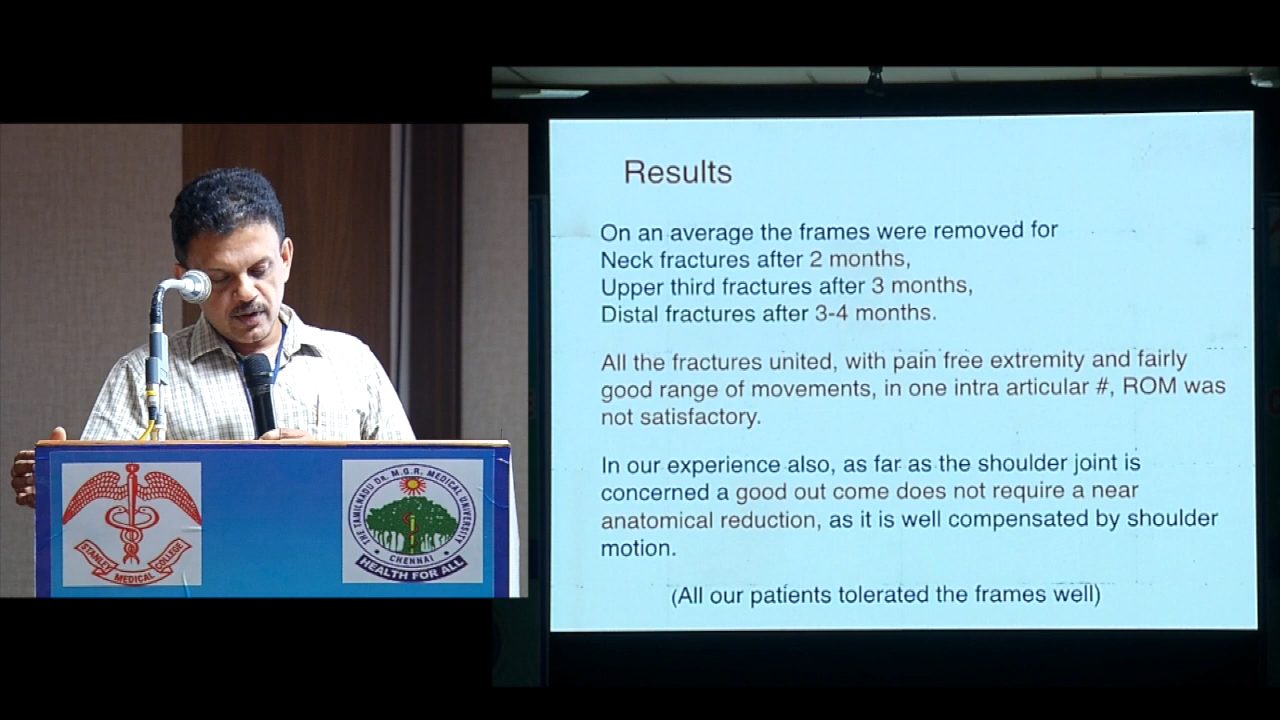 Results
On an average the frames were removed for
Neck fractures after 2 months,
Upper third fractures after 3 months,
Distal fractures after 3-4 months.
All the fractures united, with pain free extremity and fairly
good range of movements, in one intra articular #, ROM was
not satisfactory.
In our experience also, as far as the shoulder joint is
concerned a good out come does not require a near
anatomical reduction, as it is well compensated by shoulder
motion.
(All our patients tolerated the frames well)
STANLEY
MEDICAL COLLEGE
THE TAMILNADU DR. M.G.R. MEDICAL UNIVERSITY
CHENNAI
HEALTH FOR ALL